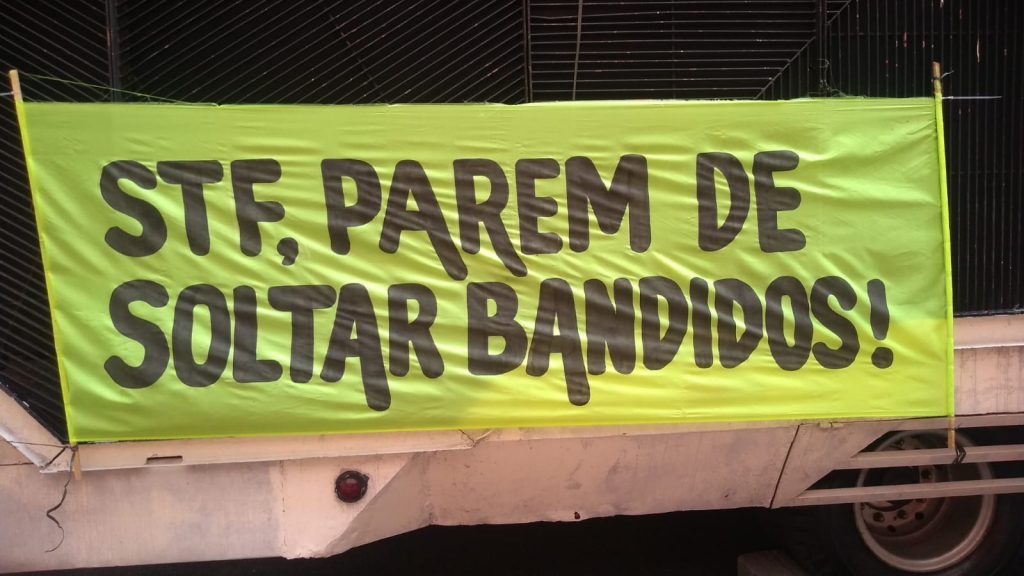 STF, PAREM DE
SOLTAR BANDIDOS!